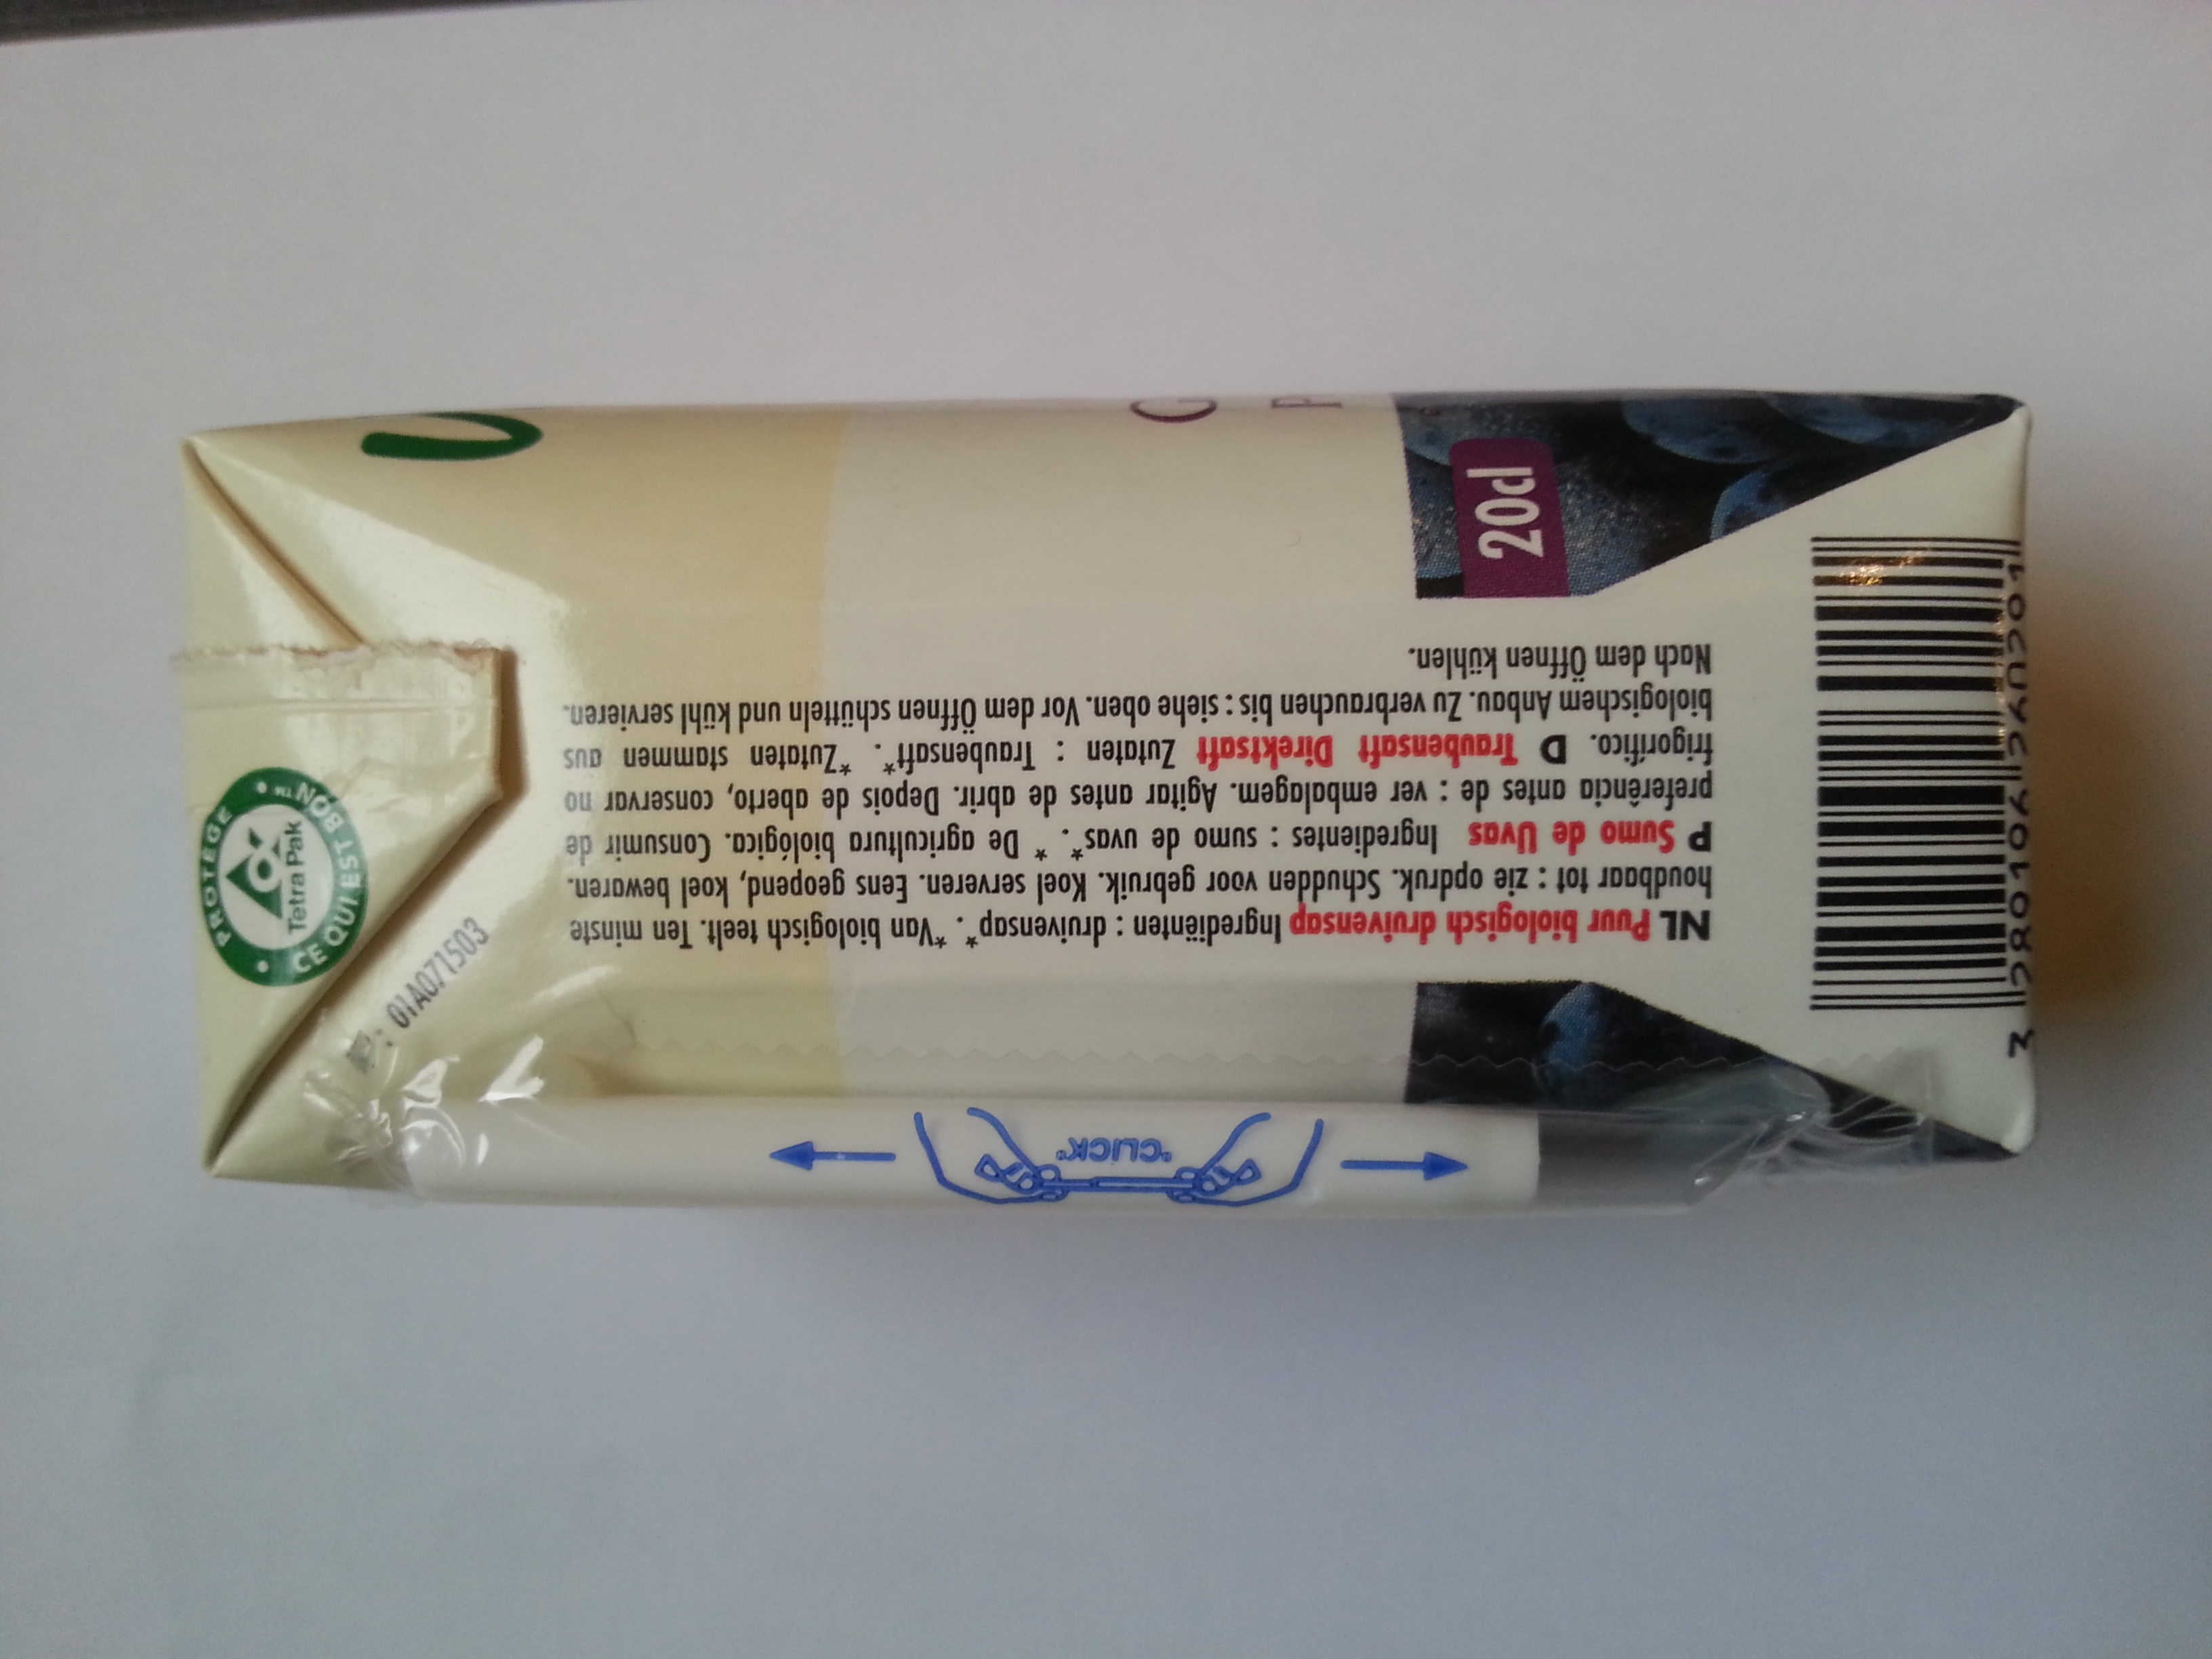 NL Puur biologisch druivensap Ingrediënten : druivensap*. *Van biologisch teelt. Ten minste
houdbaar tot : zie opdruk. Schudden voor gebruik. Koel serveren. Eens geopend, koel bewaren.
P Sumo de Uvas Ingredientes : sumo de uvas*. * De agricultura biológica. Consumir de
preferência antes de : ver embalagem. Agitar antes de abrir. Depois de aberto, conservar no
frigorífico. D Traubensaft Direktsaft Zutaten : Traubensaft*. *Zutaten stammen aus
biologischem Anbau. Zu verbrauchen bis : siehe oben. Vor dem Öffnen schütteln und kühl servieren.
Nach dem Öffnen kühlen.
20cl
G
P
"CLICK"
PROTÈGE
CE QUI EST BON™
Tetra Pak
: 01A071503